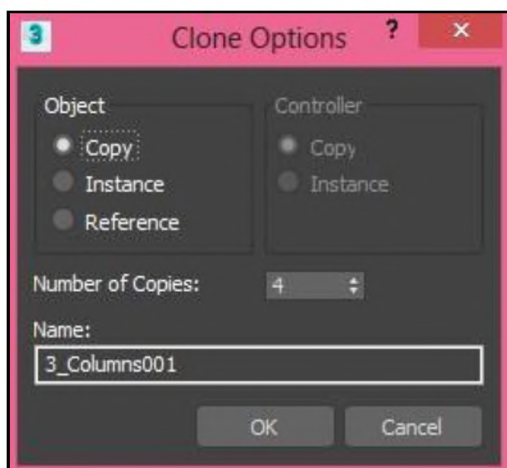 3
Clone Options ? ×
Object
Copy
Instance
Reference
Controller
Copy
Instance
Number of Copies: 4
Name:
3_Columns001
OK Cancel